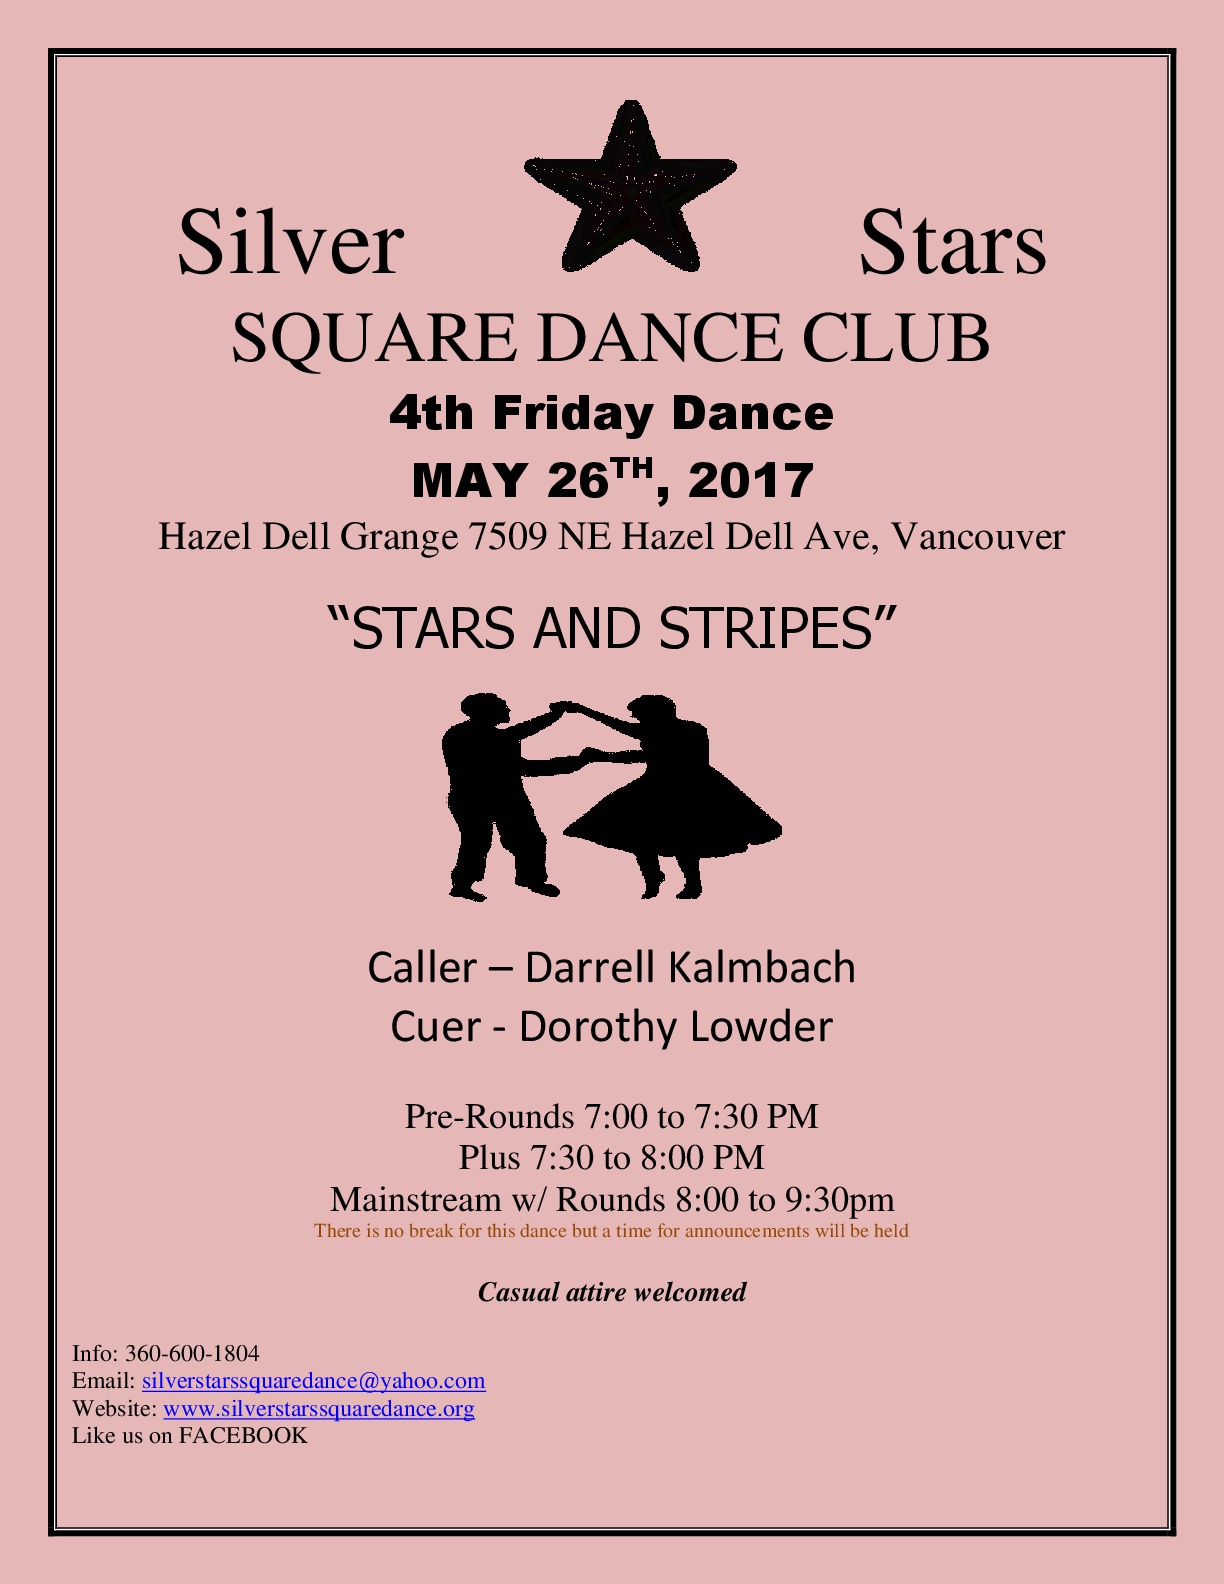 Silver Stars
SQUARE DANCE CLUB
4th Friday Dance
MAY 26TH, 2017
Hazel Dell Grange 7509 NE Hazel Dell Ave, Vancouver
“STARS AND STRIPES”
Caller – Darrell Kalmbach
Cuer - Dorothy Lowder
Pre-Rounds 7:00 to 7:30 PM
Plus 7:30 to 8:00 PM
Mainstream w/ Rounds 8:00 to 9:30pm
There is no break for this dance but a time for announcements will be held
Casual attire welcomed
Info: 360-600-1804
Email: silverstarssquaredance@yahoo.com
Website: www.silverstarssquaredance.org
Like us on FACEBOOK